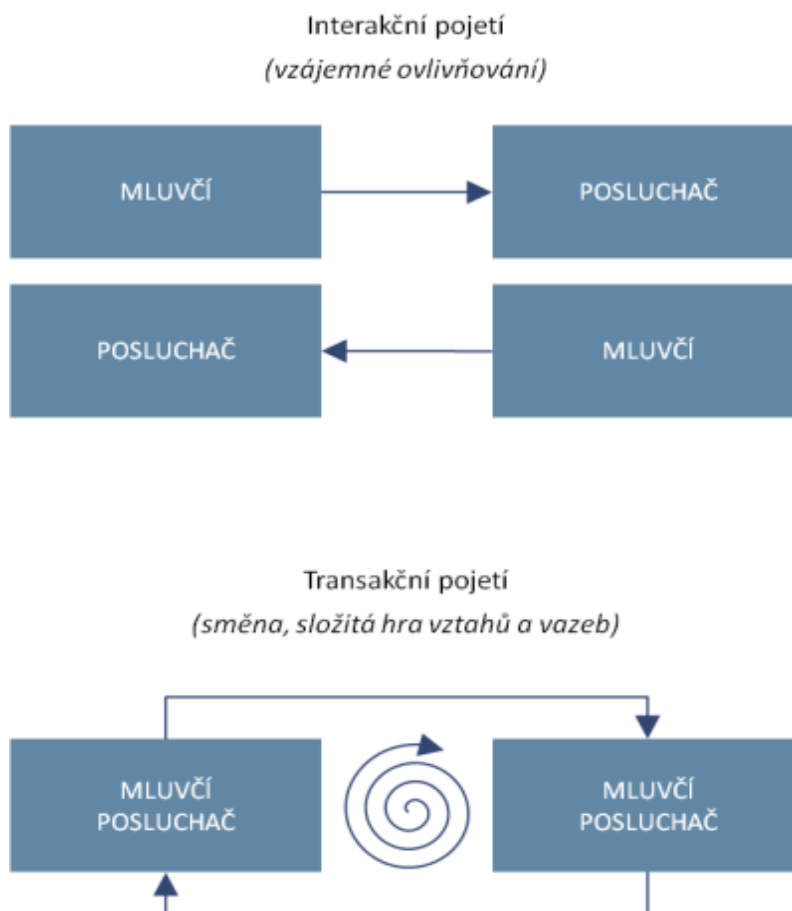 Interakční pojetí
(vzájemné ovlivňování)
MLUVČÍ
POSLUCHAČ
POSLUCHAČ
MLUVČÍ
Transakční pojetí
(směna, složitá hra vztahů a vazeb)
MLUVČÍ
POSLUCHAČ
MLUVČÍ
POSLUCHAČ